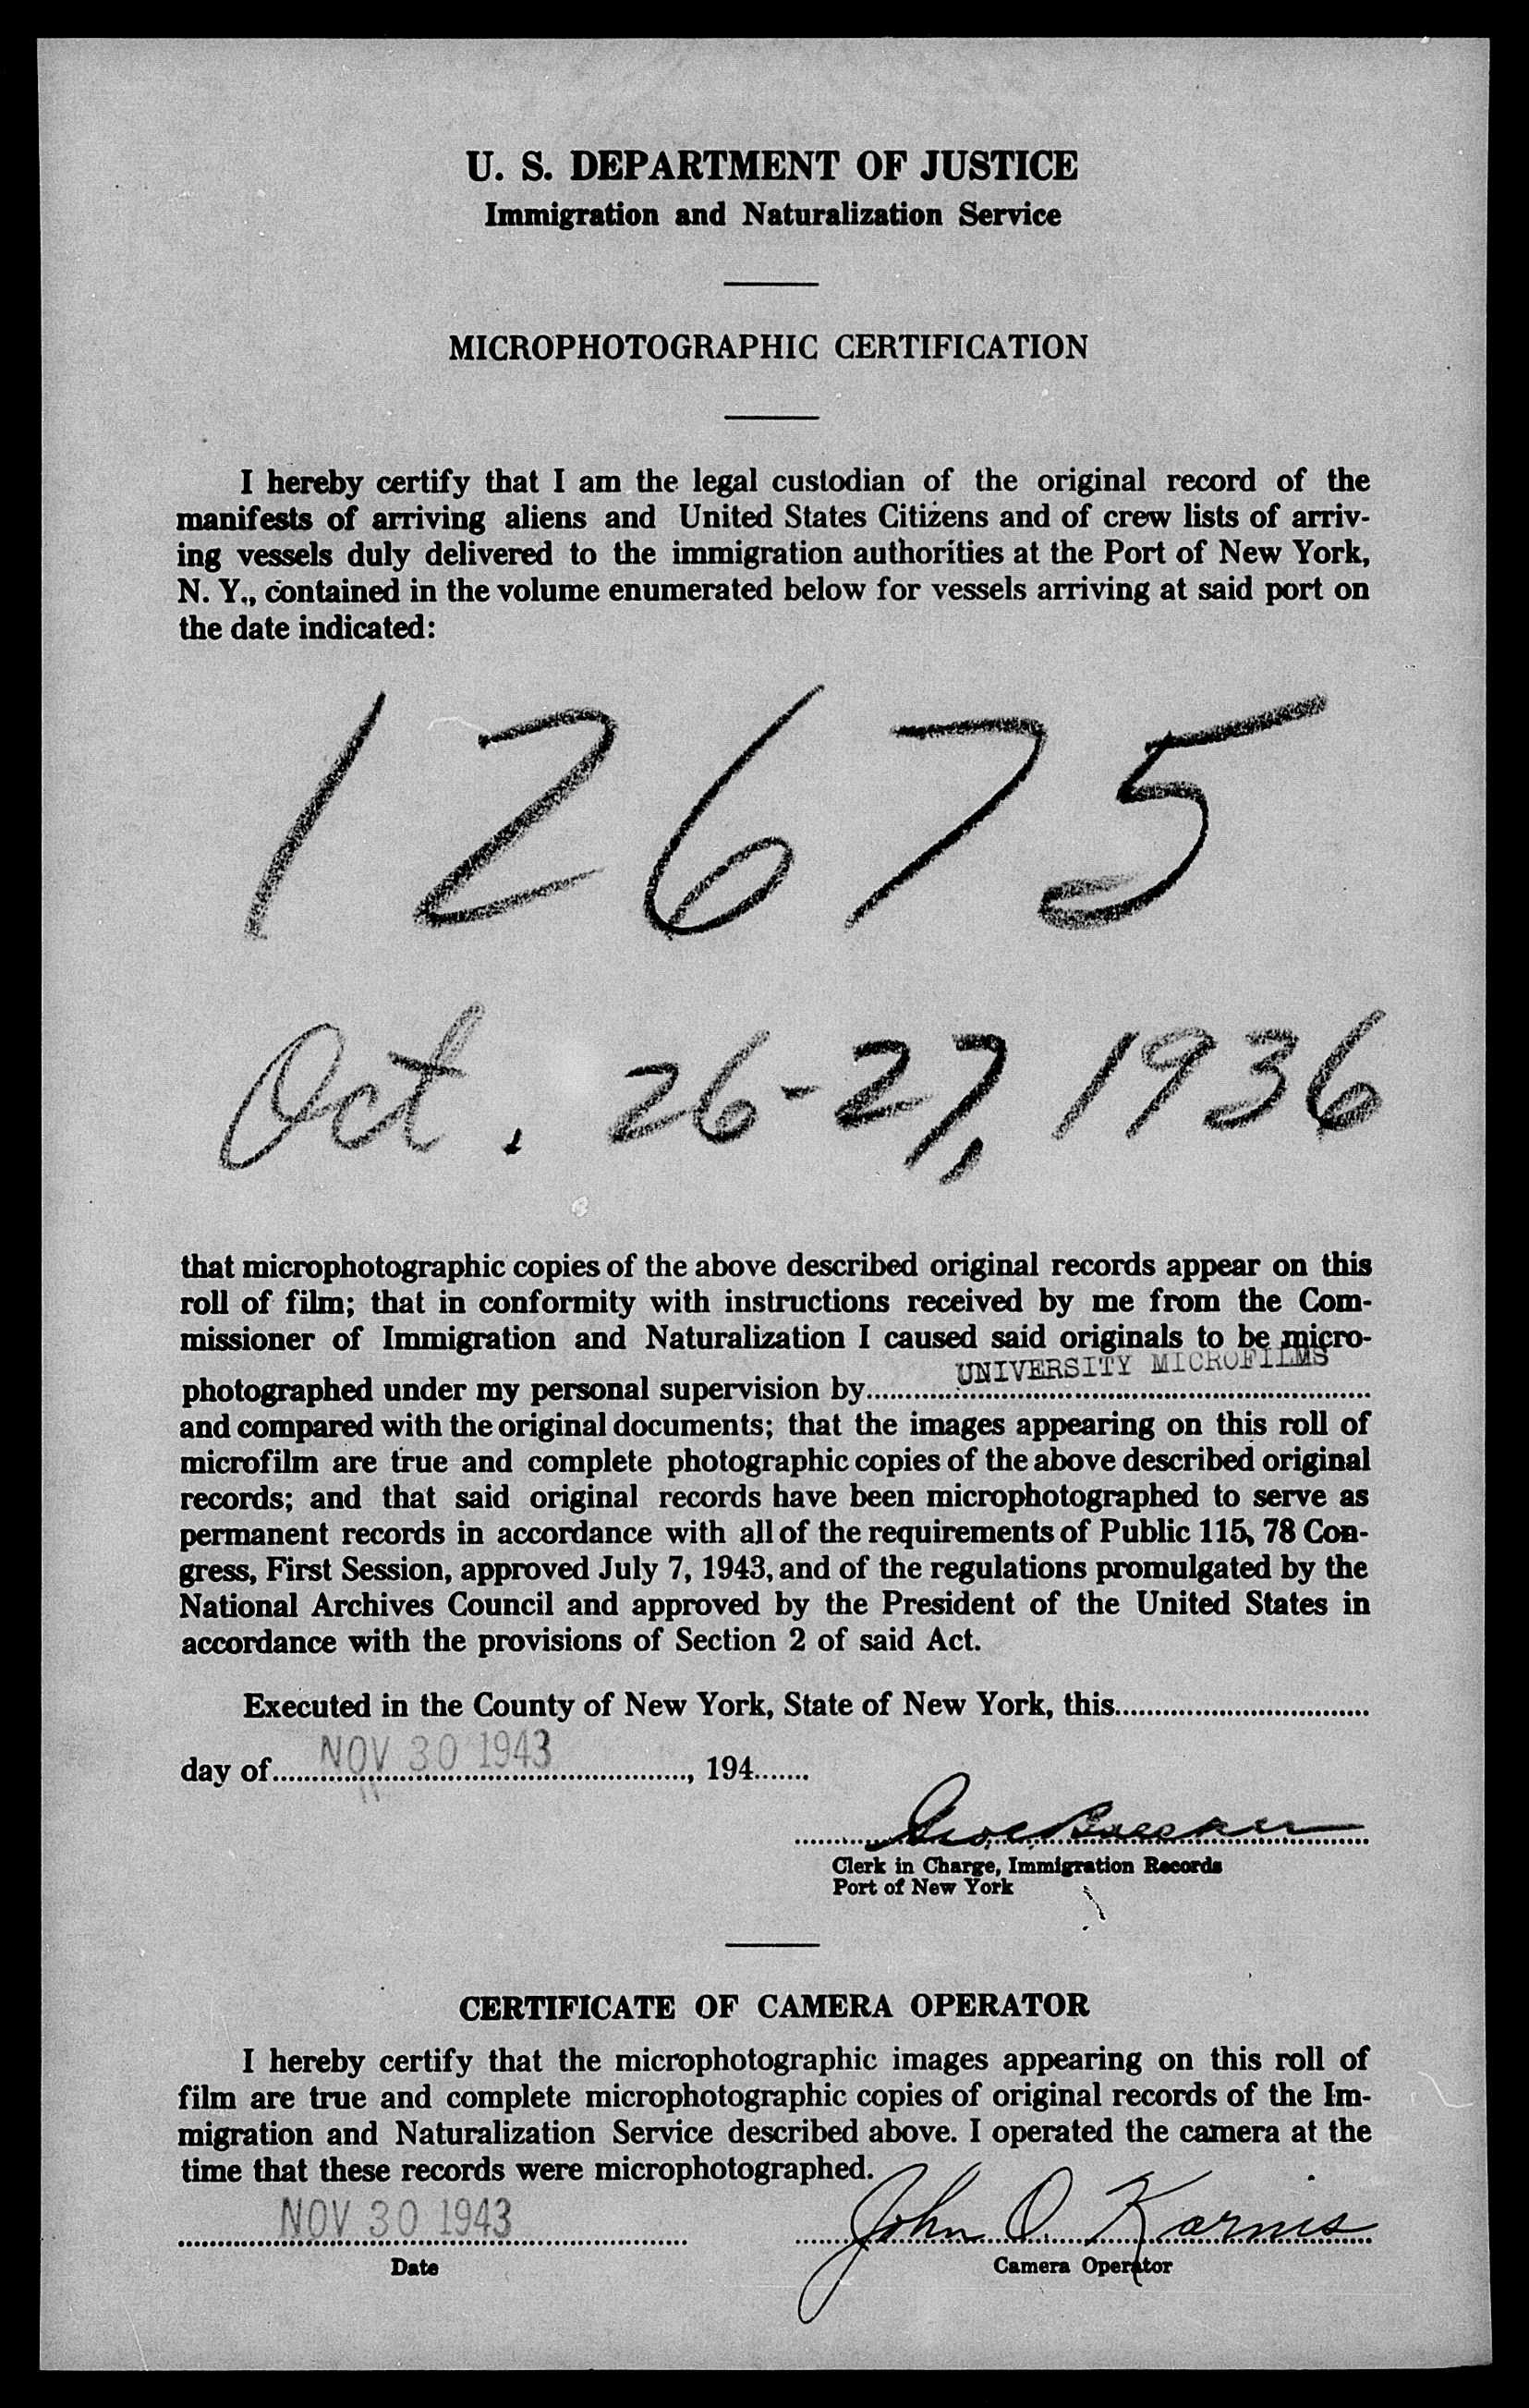 U. S. DEPARTMENT OF JUSTICE
Immigration and Naturalization Service
MICROPHOTOGRAPHIC CERTIFICATION
I hereby certify that I am the legal custodian of the original record of the
manifests of arriving aliens and United States Citizens and of crew lists of arriv-
ing vessels duly delivered to the immigration authorities at the Port of New York,
N. Y., contained in the volume enumerated below for vessels arriving at said port on
the date indicated:
12675
Oct. 26-27, 1936
that microphotographic copies of the above described original records appear on this
roll of film; that in conformity with instructions received by me from the Com-
missioner of Immigration and Naturalization I caused said originals to be micro-
photographed under my personal supervision by UNIVERSITY MICROFILMS
and compared with the original documents; that the images appearing on this roll of
microfilm are true and complete photographic copies of the above described original
records; and that said original records have been microphotographed to serve as
permanent records in accordance with all of the requirements of Public 115, 78 Con-
gress, First Session, approved July 7, 1943, and of the regulations promulgated by the
National Archives Council and approved by the President of the United States in
accordance with the provisions of Section 2 of said Act.
Executed in the County of New York, State of New York, this
day of NOV 30 1943, 194
Clerk in Charge, Immigration Records
Port of New York
CERTIFICATE OF CAMERA OPERATOR
I hereby certify that the microphotographic images appearing on this roll of
film are true and complete microphotographic copies of original records of the Im-
migration and Naturalization Service described above. I operated the camera at the
time that these records were microphotographed.
NOV 30 1943 John O. Karnis
Date Camera Operator